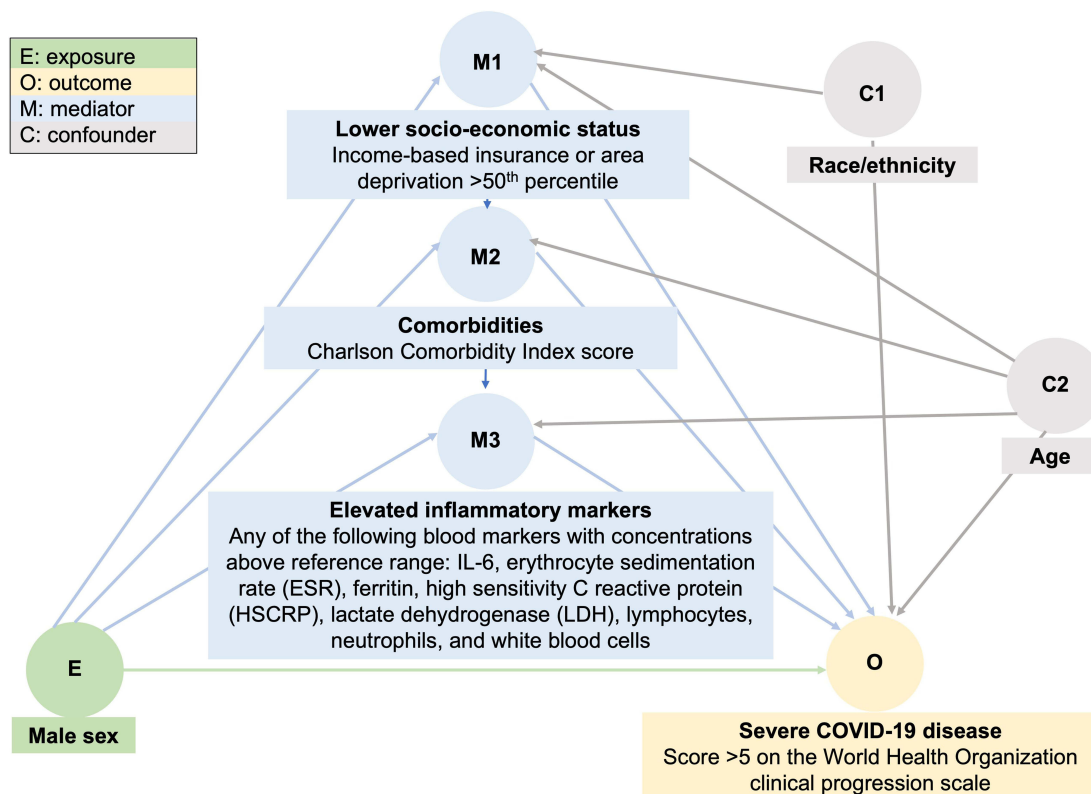 E: exposure
O: outcome
M: mediator
C: confounder
M1
Lower socio-economic status
Income-based insurance or area
deprivation >50th percentile
C1
Race/ethnicity
M2
Comorbidities
Charlson Comorbidity Index score
C2
Age
M3
Elevated inflammatory markers
Any of the following blood markers with concentrations
above reference range: IL-6, erythrocyte sedimentation
rate (ESR), ferritin, high sensitivity C reactive protein
(HSCRP), lactate dehydrogenase (LDH), lymphocytes,
neutrophils, and white blood cells
E
Male sex
O
Severe COVID-19 disease
Score >5 on the World Health Organization
clinical progression scale